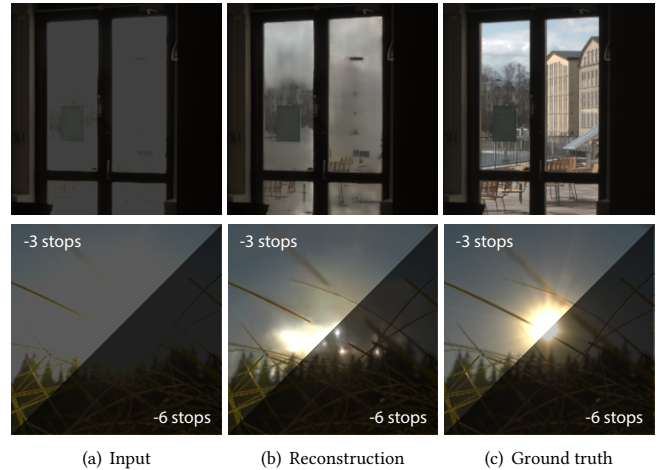 -3 stops
-3 stops
-3 stops
-6 stops
-6 stops
-6 stops
(a) Input
(b) Reconstruction
(c) Ground truth